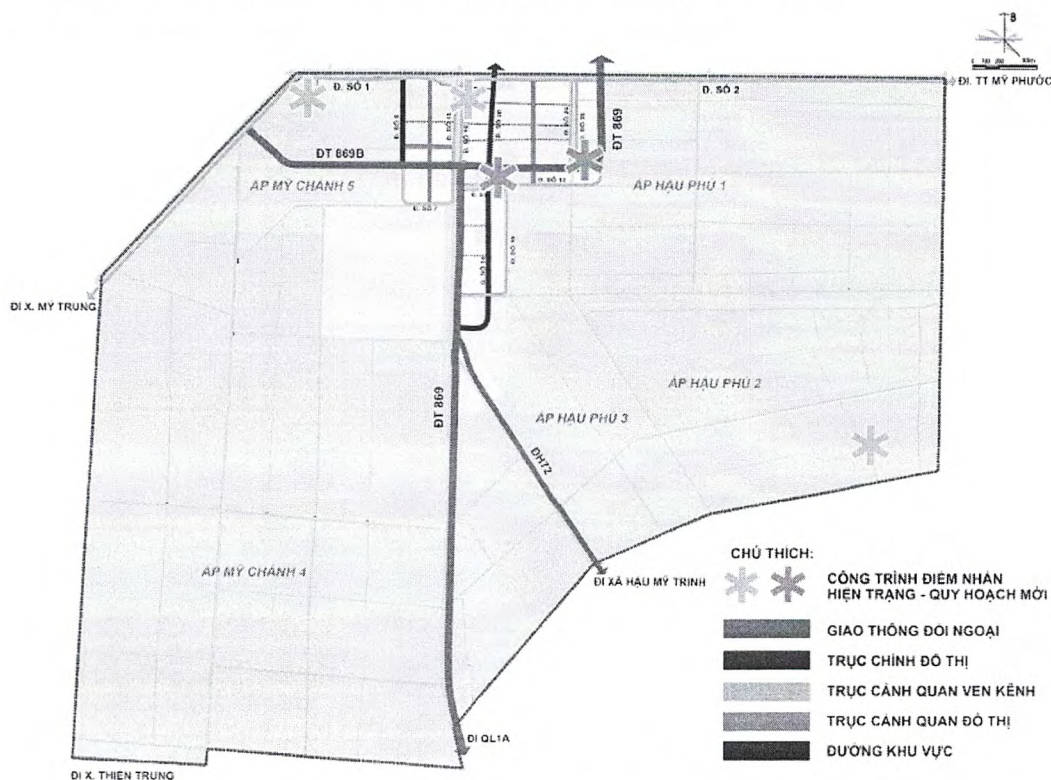 B
ĐI. TT MỸ PHƯỚC
Đ. SỐ 1
Đ. SỐ 2
ĐT 869
ĐT 869B
ẤP MỸ CHÁNH 5
ẤP HẬU PHÚ 1
Đ. SỐ 7
Đ. SỐ 12
ĐI X. MỸ TRUNG
ẤP HẬU PHÚ 2
ĐT 869
ẤP HẬU PHÚ 3
ĐH72
ẤP MỸ CHÁNH 4
ĐI XÃ HẬU MỸ TRINH
ĐI QL1A
ĐI X. THIỆN TRUNG
CHÚ THÍCH:
CÔNG TRÌNH ĐIỂM NHẤN
HIỆN TRẠNG - QUY HOẠCH MỚI
GIAO THÔNG ĐỐI NGOẠI
TRỤC CHÍNH ĐÔ THỊ
TRỤC CẢNH QUAN VEN KÊNH
TRỤC CẢNH QUAN ĐÔ THỊ
ĐƯỜNG KHU VỰC